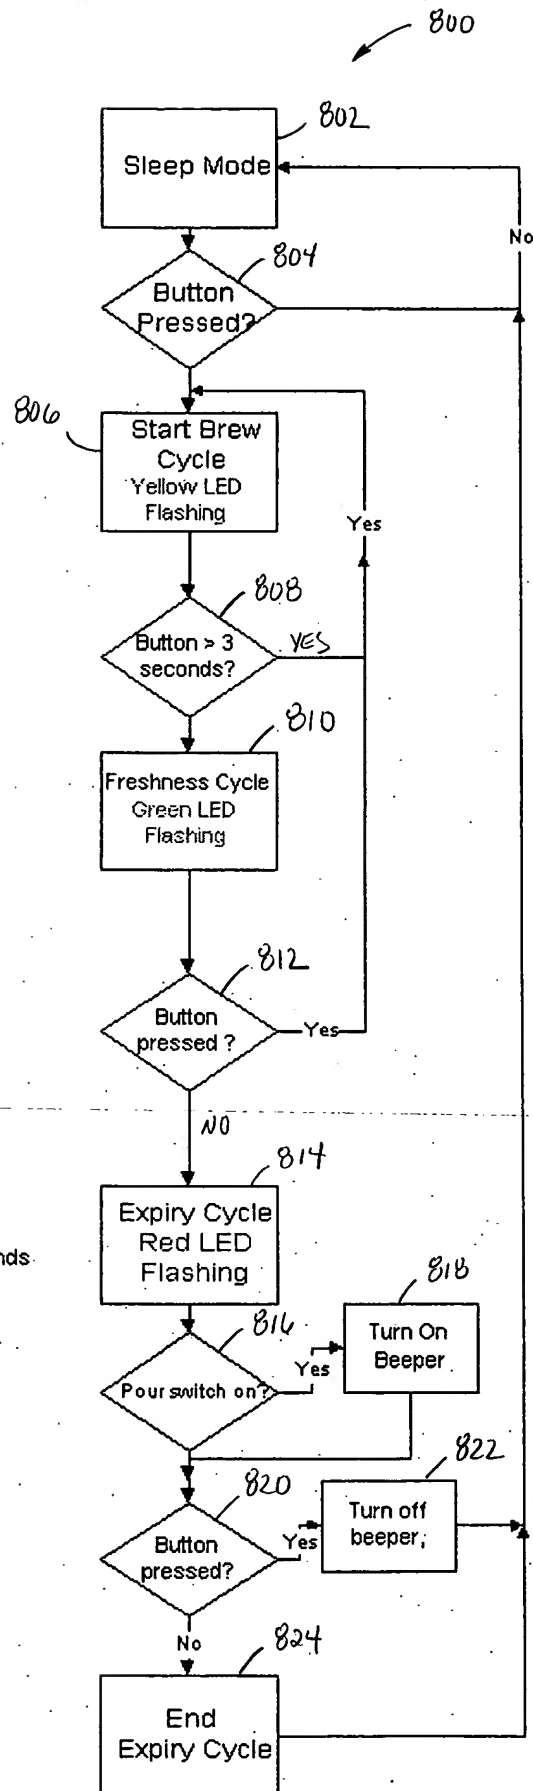 800
802
Sleep Mode
No
804
Button
Pressed?
806
Start Brew
Cycle
Yellow LED
Flashing
Yes
808
Button > 3
seconds?
YES
810
Freshness Cycle
Green LED
Flashing
812
Button
pressed ?
Yes
NO
814
Expiry Cycle
Red LED
Flashing
nds
816
818
Pour switch on?
Yes
Turn On
Beeper
820
822
Button
pressed?
Yes
Turn off
beeper,
No
824
End
Expiry Cycle